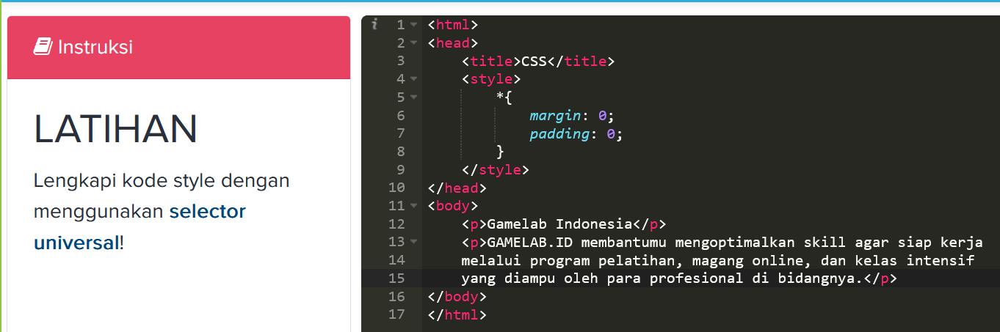 Instruksi
LATIHAN
Lengkapi kode style dengan
menggunakan selector
universal!
i 1 <html>
2 <head>
3     <title>CSS</title>
4     <style>
5         *{
6             margin: 0;
7             padding: 0;
8         }
9     </style>
10 </head>
11 <body>
12     <p>Gamelab Indonesia</p>
13     <p>GAMELAB.ID membantumu mengoptimalkan skill agar siap kerja
14     melalui program pelatihan, magang online, dan kelas intensif
15     yang diampu oleh para profesional di bidangnya.</p>
16 </body>
17 </html>